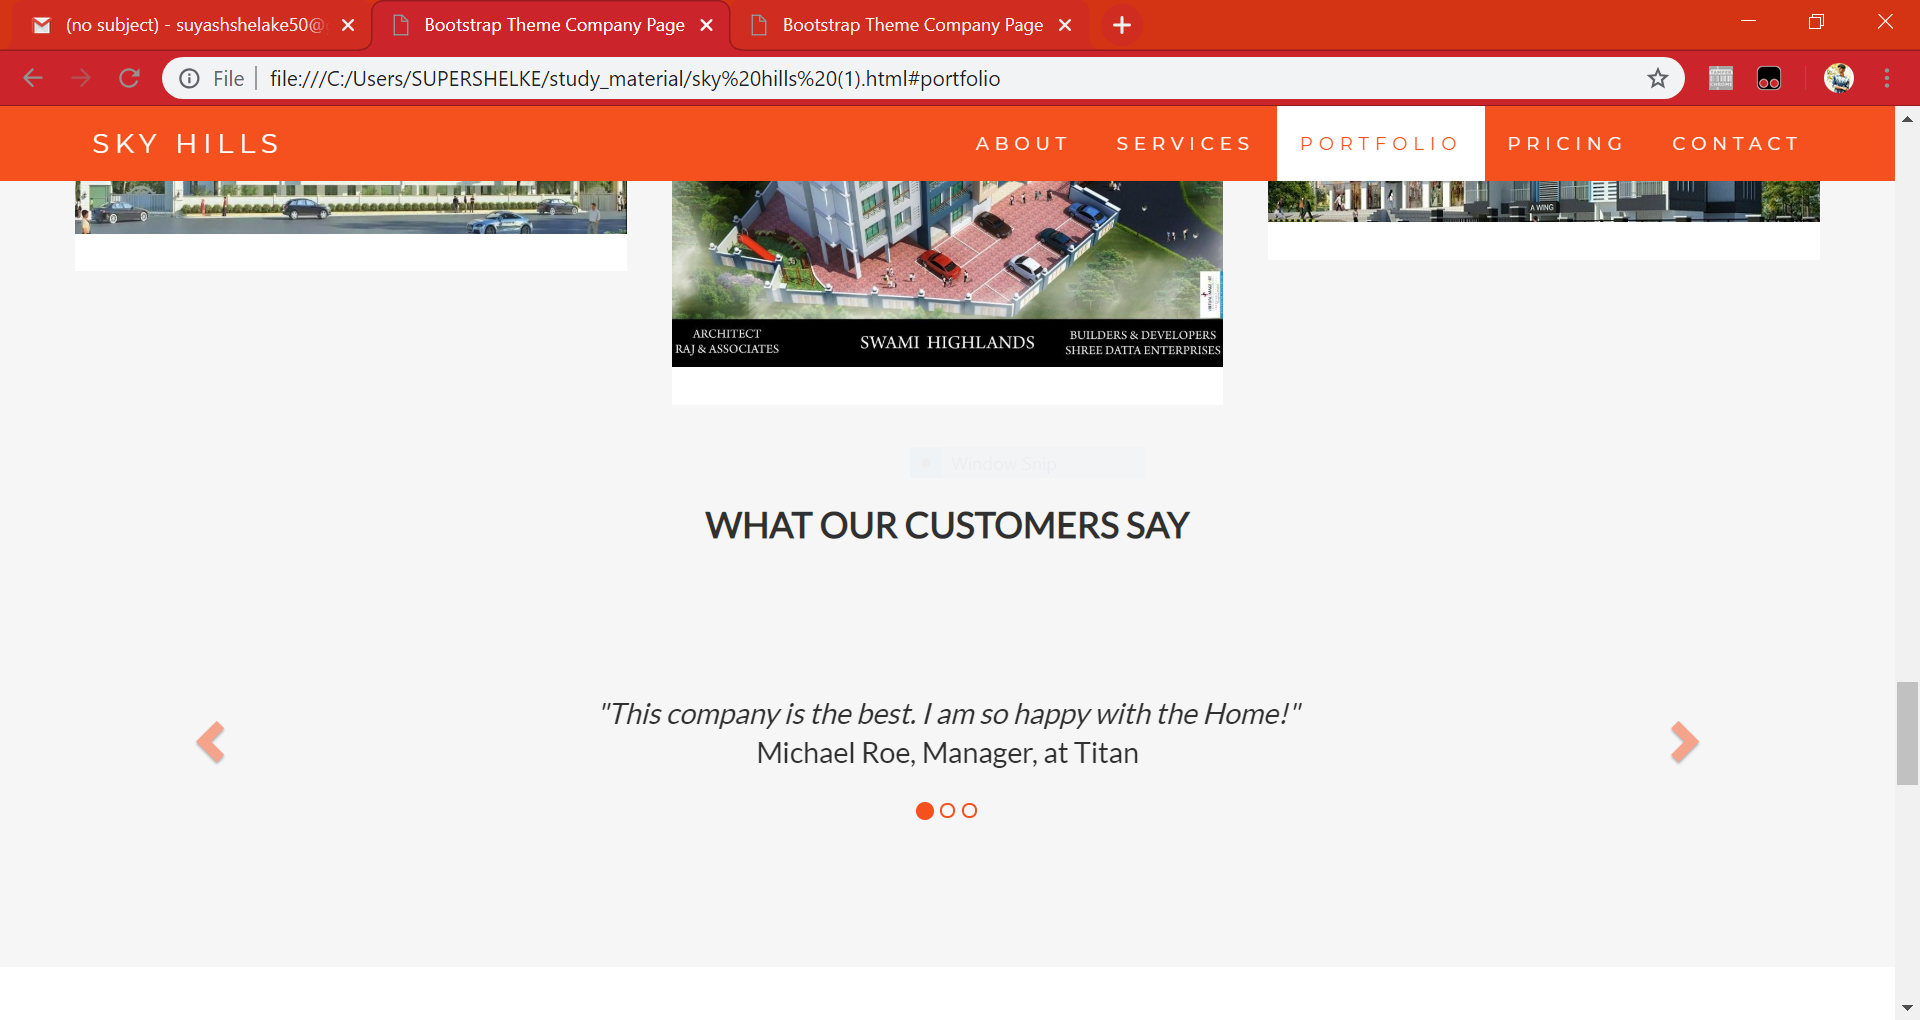 (no subject) - suyashshelake50@
Bootstrap Theme Company Page
Bootstrap Theme Company Page
File
file:///C:/Users/SUPERSHELKE/study_material/sky%20hills%20(1).html#portfolio
SKY HILLS
ABOUT
SERVICES
PORTFOLIO
PRICING
CONTACT
A WING
ARCHITECT
RAJ & ASSOCIATES
SWAMI HIGHLANDS
BUILDERS & DEVELOPERS
SHREE DATTA ENTERPRISES
Window Snip
WHAT OUR CUSTOMERS SAY
"This company is the best. I am so happy with the Home!"
Michael Roe, Manager, at Titan